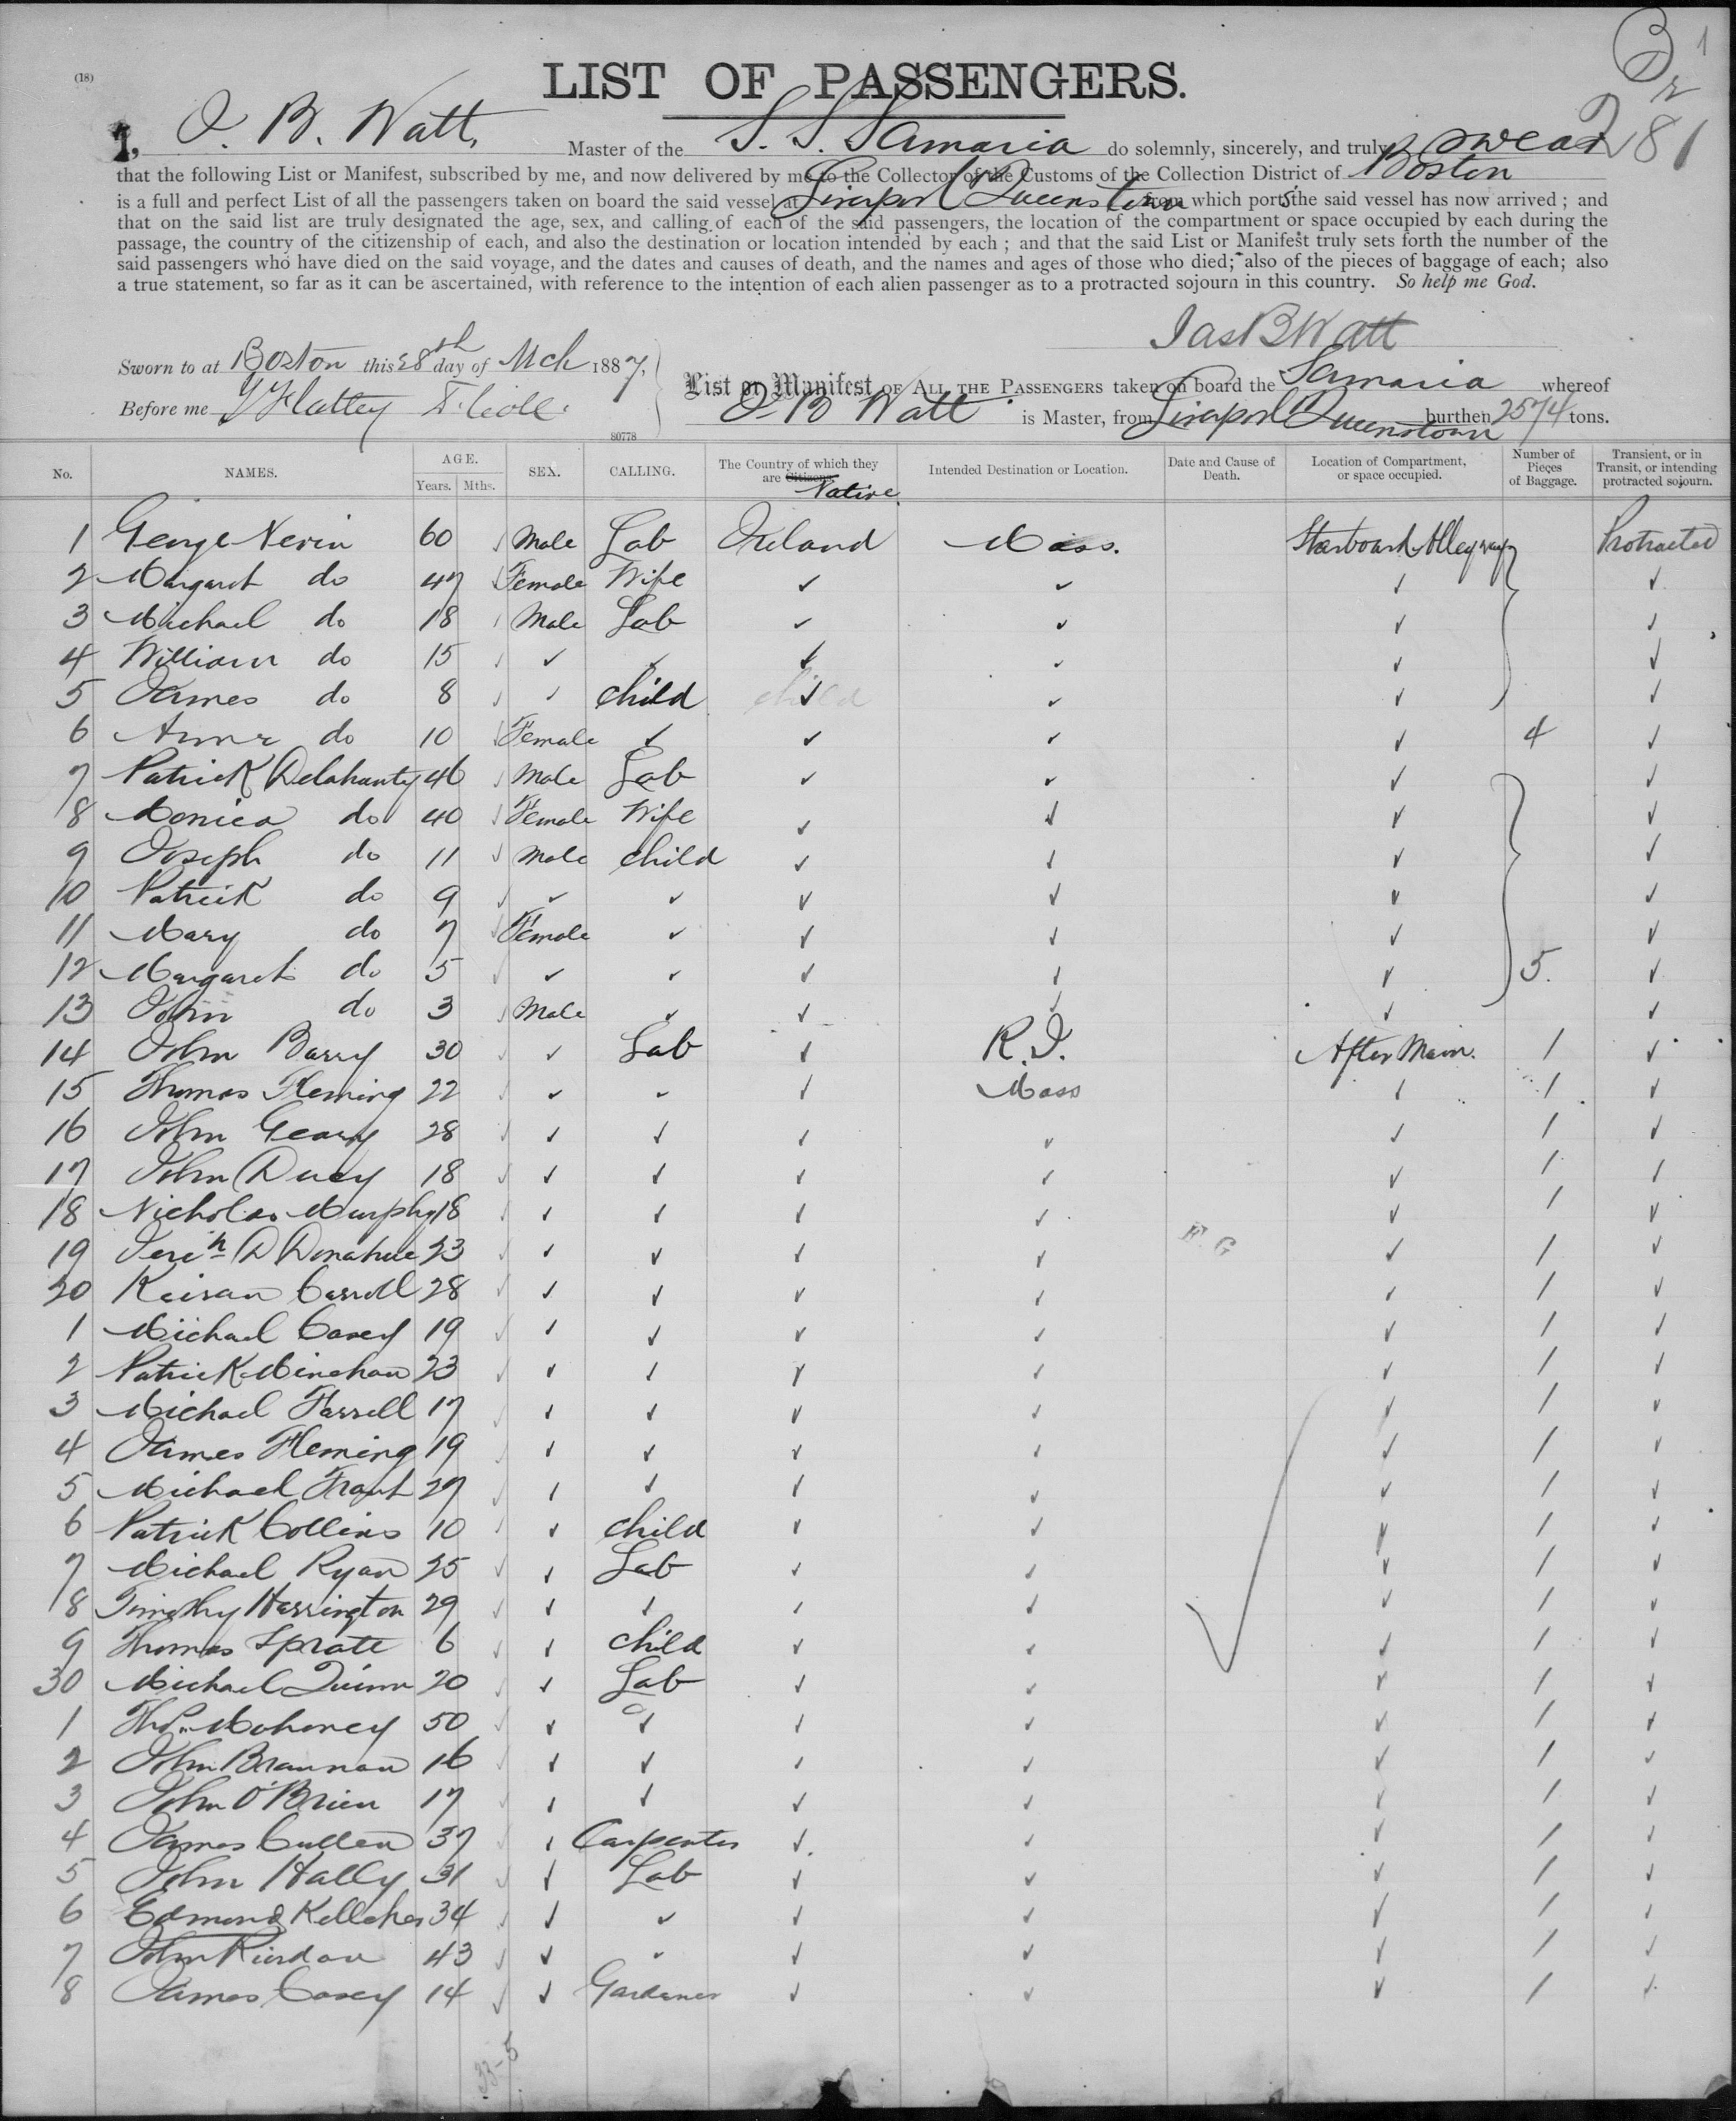 (18)
LIST OF PASSENGERS.
281
I, J. B. Watt, Master of the S. S. Samaria do solemnly, sincerely, and truly swear
that the following List or Manifest, subscribed by me, and now delivered by me to the Collector of the Customs of the Collection District of Boston
is a full and perfect List of all the passengers taken on board the said vessel at Liverpool Queenstown from which ports the said vessel has now arrived ; and
that on the said list are truly designated the age, sex, and calling of each of the said passengers, the location of the compartment or space occupied by each during the
passage, the country of the citizenship of each, and also the destination or location intended by each ; and that the said List or Manifest truly sets forth the number of the
said passengers who have died on the said voyage, and the dates and causes of death, and the names and ages of those who died; also of the pieces of baggage of each; also
a true statement, so far as it can be ascertained, with reference to the intention of each alien passenger as to a protracted sojourn in this country. So help me God.
Jas B Watt
Sworn to at Boston this 28th day of Mch 1887,
Before me
List or Manifest OF ALL THE PASSENGERS taken on board the Samaria whereof
J B Watt is Master, from Liverpool Queenstown burthen 2574 tons.
80778
No. NAMES. AGE. Years. Mths. SEX. CALLING. The Country of which they are Citizens. Native Intended Destination or Location. Date and Cause of Death. Location of Compartment, or space occupied. Number of Pieces of Baggage. Transient, or in Transit, or intending protracted sojourn.
1 George Nevin 60 Male Lab Ireland Mass. Starboard Alleyway Protracted
2 Margaret do 47 Female Wife
3 Michael do 18 Male Lab
4 William do 15
5 James do 8 child
6 Anne do 10 Female 4
7 Patrick Delahanty 46 Male Lab
8 Monica do 40 Female Wife
9 Joseph do 11 Male child
10 Patrick do 9
11 Mary do 7 Female
12 Margaret do 5 5.
13 John do 3 Male
14 John Barry 30 Lab R.I. After Main. 1
15 Thomas Fleming 22 Mass 1
16 John Geary 28 1
17 John Ducy 18 1
18 Nicholas Murphy 18 1
19 Jerih D Donahue 23 1
20 Keiran Carroll 28 1
1 Michael Casey 19 1
2 Patrick Minehan 23 1
3 Michael Farrell 17 1
4 James Fleming 19 1
5 Michael 27 1
6 Patrick Collins 10 child 1
7 Michael Ryan 25 Lab 1
8 Timothy Harrington 29 1
9 Thomas Spratt 6 child 1
30 Michael Quinn 20 Lab 1
1 Thos. Mahoney 50 1
2 John Brannan 16 1
3 John O'Brien 17 1
4 James Cullen 37 Carpenter 1
5 John Hally 31 Lab 1
6 Edmond Kelleher 34 1
7 John Riordan 43 1
8 James Casey 14 Gardener 1
33-5